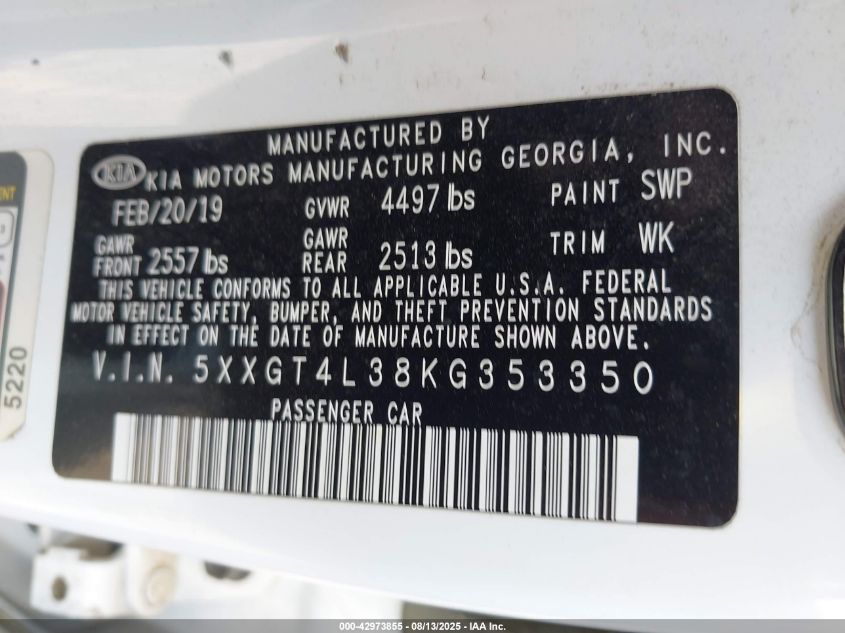 MANUFACTURED BY
KIA KIA MOTORS MANUFACTURING GEORGIA, INC.
FEB/20/19 GVWR 4497 lbs PAINT SWP
GAWR FRONT 2557 lbs GAWR REAR 2513 lbs TRIM WK
THIS VEHICLE CONFORMS TO ALL APPLICABLE U.S.A. FEDERAL
MOTOR VEHICLE SAFETY, BUMPER, AND THEFT PREVENTION STANDARDS
IN EFFECT ON THE DATE OF MANUFACTURE SHOWN ABOVE.
V.I.N. 5XXGT4L38KG353350
PASSENGER CAR
5220
000-42973855 - 08/13/2025 - IAA Inc.